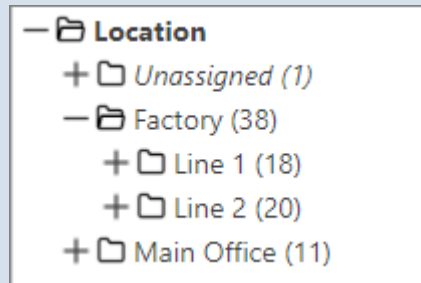 Location
Unassigned (1)
Factory (38)
Line 1 (18)
Line 2 (20)
Main Office (11)